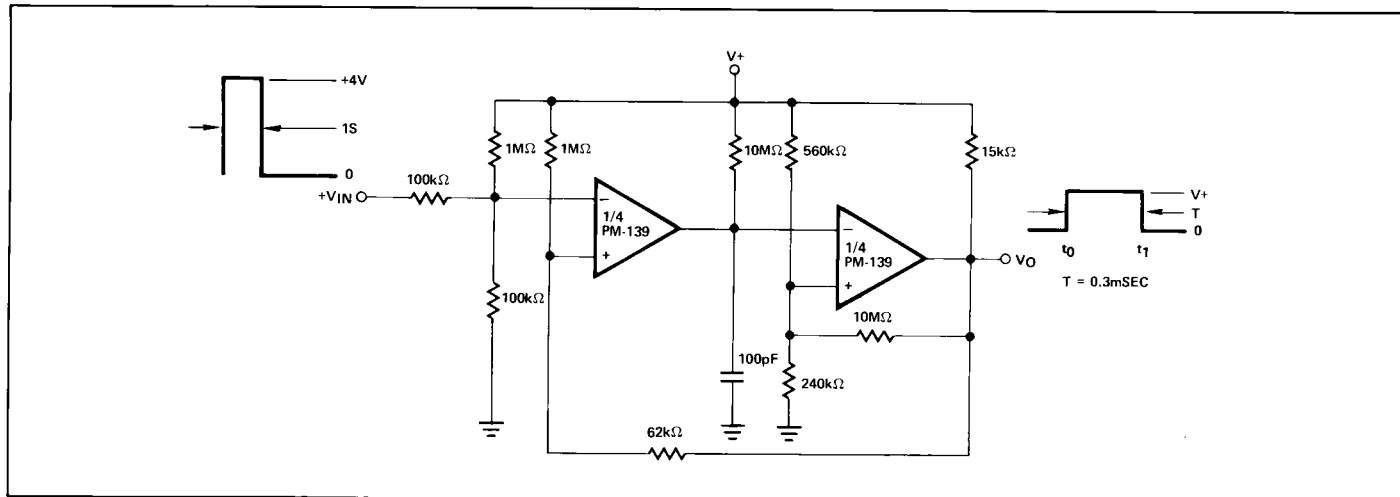 V+
+4V
1S
0
+VIN
100kΩ
1MΩ
1MΩ
10MΩ
560kΩ
15kΩ
−
1/4
PM-139
+
−
1/4
PM-139
+
VO
V+
T
0
t0
t1
T = 0.3mSEC
100kΩ
100pF
10MΩ
240kΩ
62kΩ